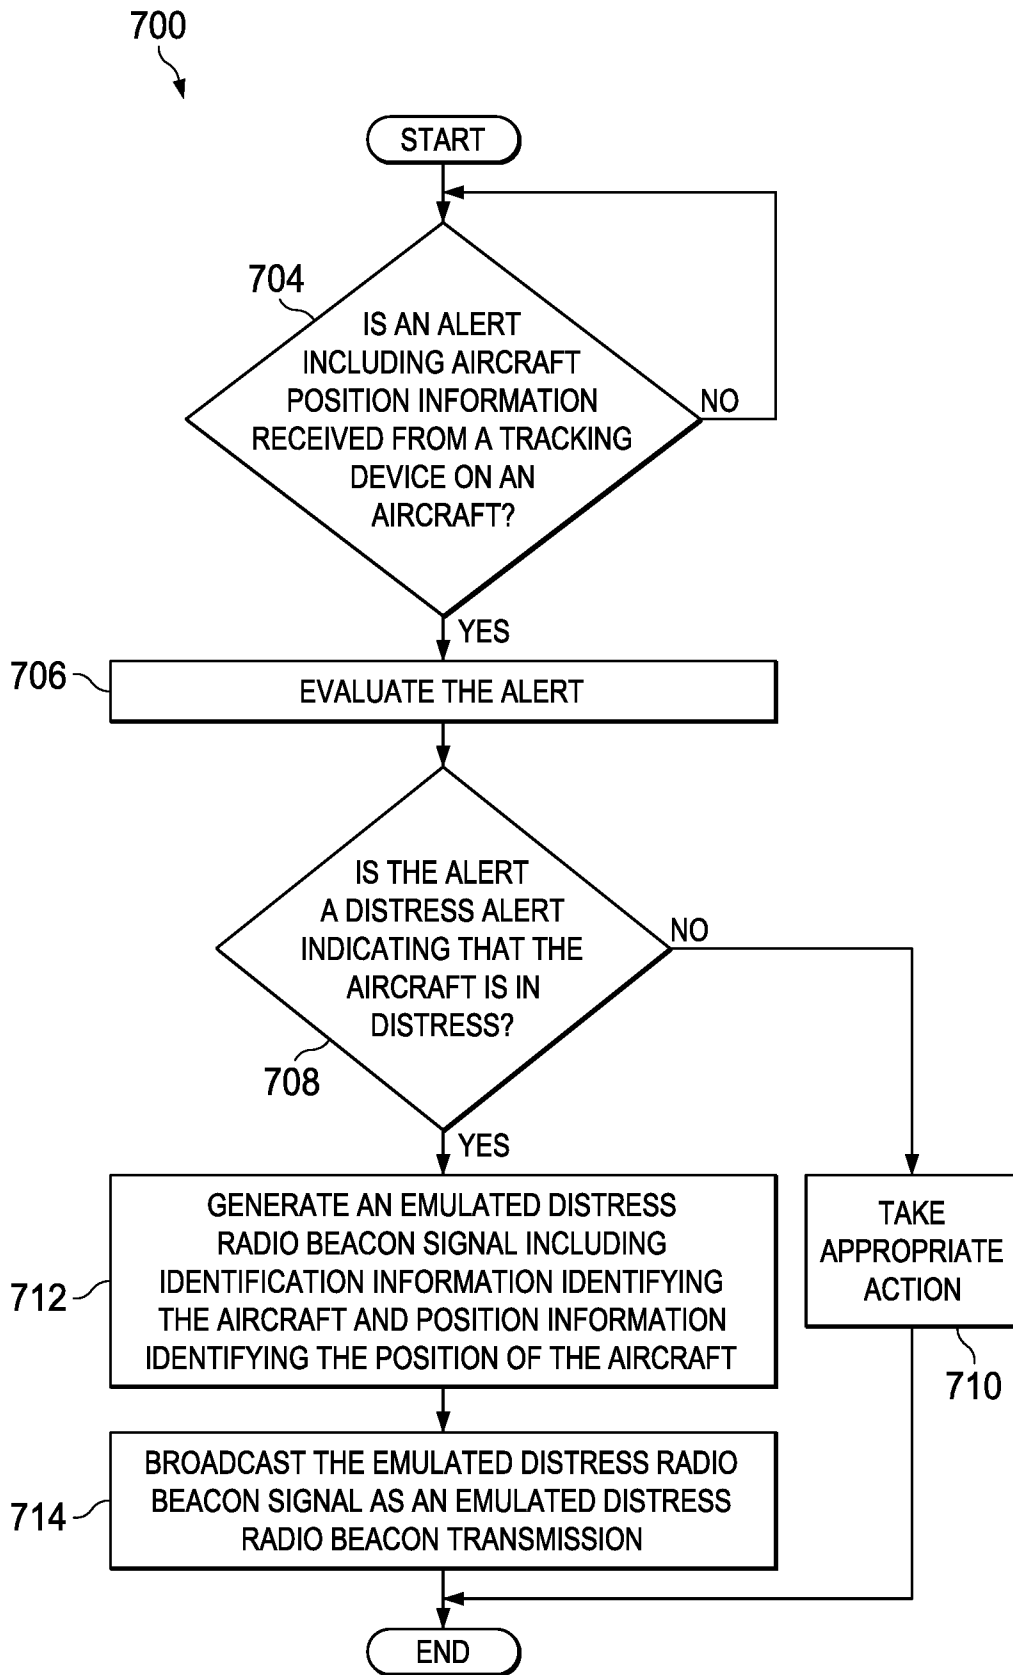 700
START
704
IS AN ALERT
INCLUDING AIRCRAFT
POSITION INFORMATION
RECEIVED FROM A TRACKING
DEVICE ON AN
AIRCRAFT?
NO
YES
706
EVALUATE THE ALERT
IS THE ALERT
A DISTRESS ALERT
INDICATING THAT THE
AIRCRAFT IS IN
DISTRESS?
NO
708
YES
712
GENERATE AN EMULATED DISTRESS
RADIO BEACON SIGNAL INCLUDING
IDENTIFICATION INFORMATION IDENTIFYING
THE AIRCRAFT AND POSITION INFORMATION
IDENTIFYING THE POSITION OF THE AIRCRAFT
TAKE
APPROPRIATE
ACTION
710
714
BROADCAST THE EMULATED DISTRESS RADIO
BEACON SIGNAL AS AN EMULATED DISTRESS
RADIO BEACON TRANSMISSION
END